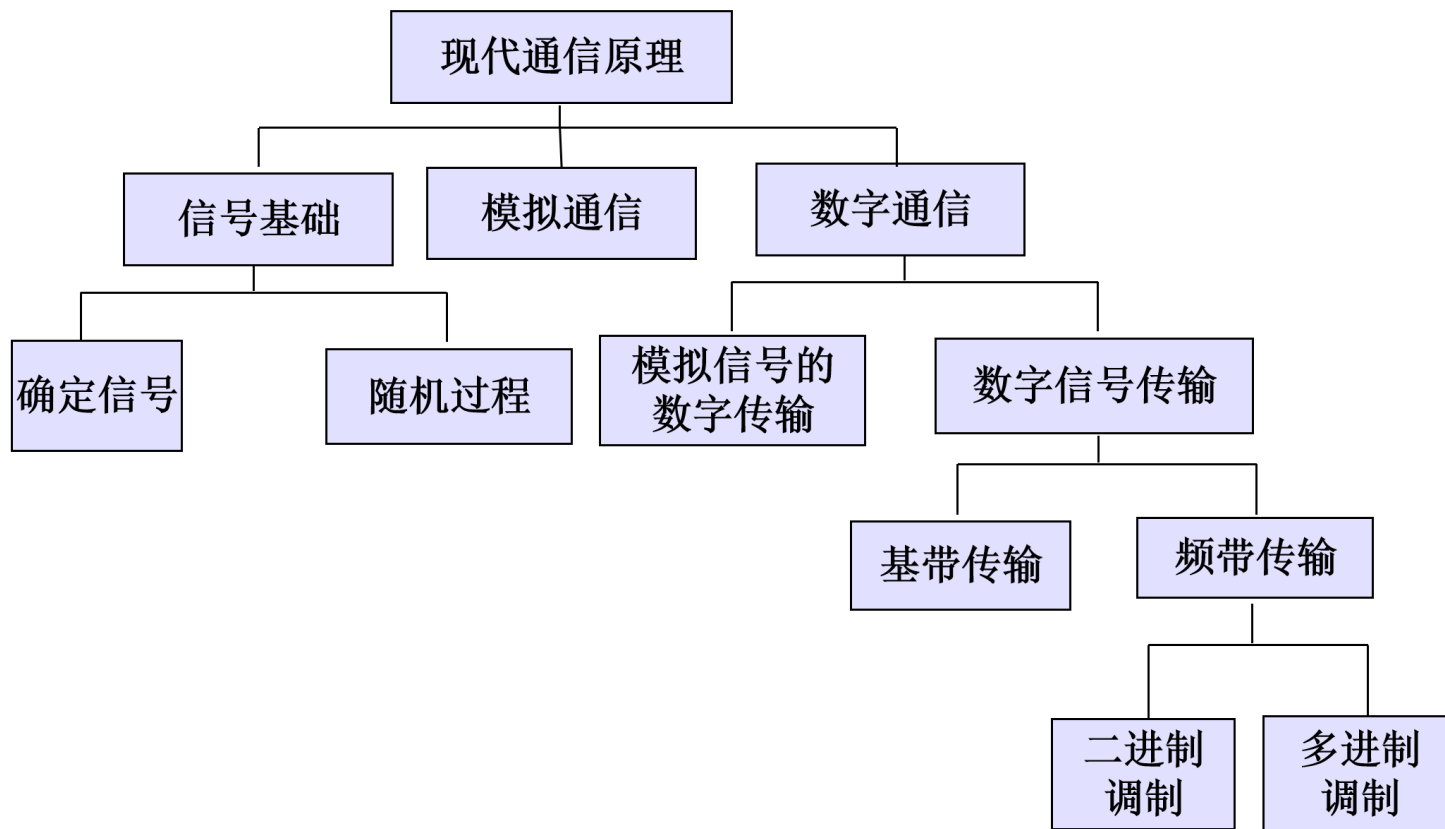 现代通信原理
信号基础
模拟通信
数字通信
确定信号
随机过程
模拟信号的
数字传输
数字信号传输
基带传输
频带传输
二进制
调制
多进制
调制